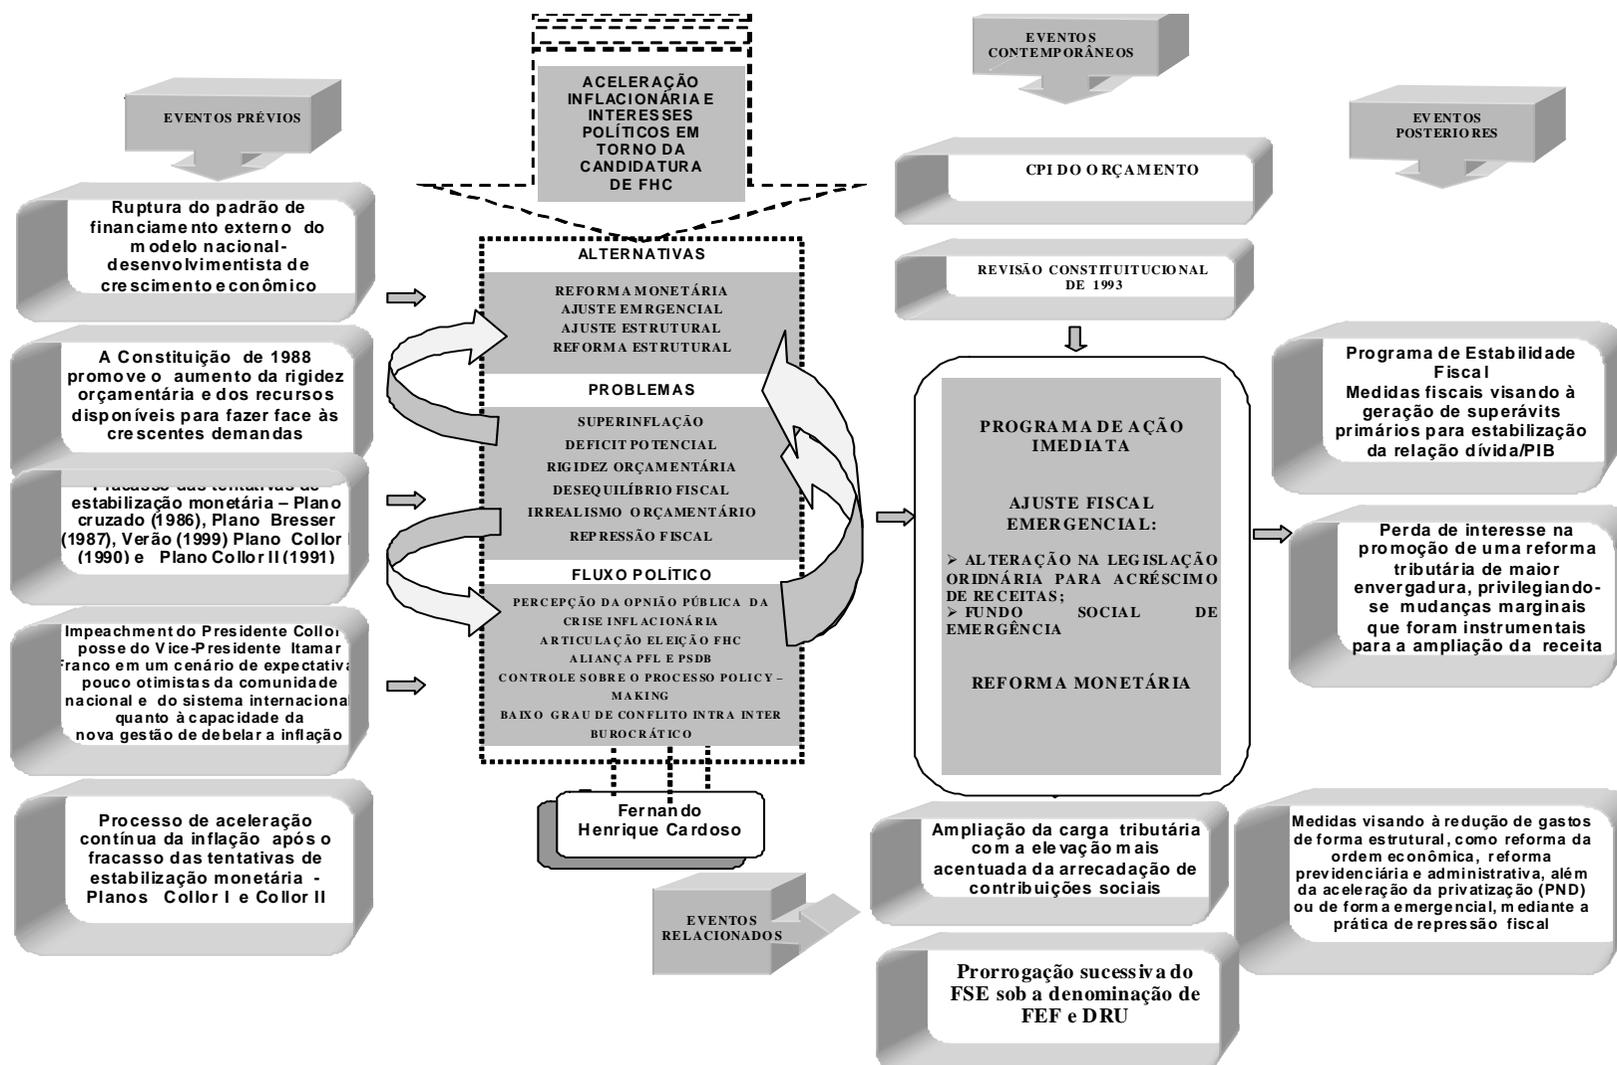 EVENTOS PRÉVIOS
Ruptura do padrão de
financiamento externo do
modelo nacional-
desenvolvimentista de
crescimento econômico
A Constituição de 1988
promove o aumento da rigidez
orçamentária e dos recursos
disponíveis para fazer face às
crescentes demandas
Fracasso das tentativas de
estabilização monetária – Plano
cruzado (1986), Plano Bresser
(1987), Verão (1999) Plano Collor I
(1990) e Plano Collor II (1991)
Impeachment do Presidente Collor
posse do Vice-Presidente Itamar
Franco em um cenário de expectativa
pouco otimistas da comunidade
nacional e do sistema internacional
quanto à capacidade da
nova gestão de debelar a inflação
Processo de aceleração
contínua da inflação após o
fracasso das tentativas de
estabilização monetária -
Planos Collor I e Collor II
ACELERAÇÃO
INFLACIONÁRIA E
INTERESSES
POLÍTICOS EM
TORNO DA
CANDIDATURA
DE FHC
ALTERNATIVAS
REFORMA MONETÁRIA
AJUSTE EMRGENCIAL
AJUSTE ESTRUTURAL
REFORMA ESTRUTURAL
PROBLEMAS
SUPERINFLAÇÃO
DEFICIT POTENCIAL
RIGIDEZ ORÇAMENTÁRIA
DESEQUILÍBRIO FISCAL
IRREALISMO ORÇAMENTÁRIO
REPRESSÃO FISCAL
FLUXO POLÍTICO
PERCEPÇÃO DA OPNIÃO PÚBLICA DA
CRISE INFLACIONÁRIA
ARTICULAÇÃO ELEIÇÃO FHC
ALIANÇA PFL E PSDB
CONTROLE SOBRE O PROCESSO POLICY –
MAKING
BAIXO GRAU DE CONFLITO INTRA INTER
BUROCRÁTICO
Fernando
Henrique Cardoso
EVENTOS
CONTEMPORÂNEOS
CPI DO ORÇAMENTO
REVISÃO CONSTITUITUCIONAL
DE 1993
PROGRAMA DE AÇÃO
IMEDIATA
AJUSTE FISCAL
EMERGENCIAL:
➢ ALTERAÇÃO NA LEGISLAÇÃO
ORIDNÁRIA PARA ACRÉSCIMO
DE RECEITAS;
➢ FUNDO SOCIAL DE
EMERGÊNCIA
REFORMA MONETÁRIA
EVENTOS
RELACIONADOS
Ampliação da carga tributária
com a elevação mais
acentuada da arrecadação de
contribuições sociais
Prorrogação sucessiva do
FSE sob a denominação de
FEF e DRU
EVENTOS
POSTERIORES
Programa de Estabilidade
Fiscal
Medidas fiscais visando à
geração de superávits
primários para estabilização
da relação dívida/PIB
Perda de interesse na
promoção de uma reforma
tributária de maior
envergadura, privilegiando-
se mudanças marginais
que foram instrumentais
para a ampliação da receita
Medidas visando à redução de gastos
de forma estrutural, como reforma da
ordem econômica, reforma
previdenciária e administrativa, além
da aceleração da privatização (PND)
ou de forma emergencial, mediante a
prática de repressão fiscal